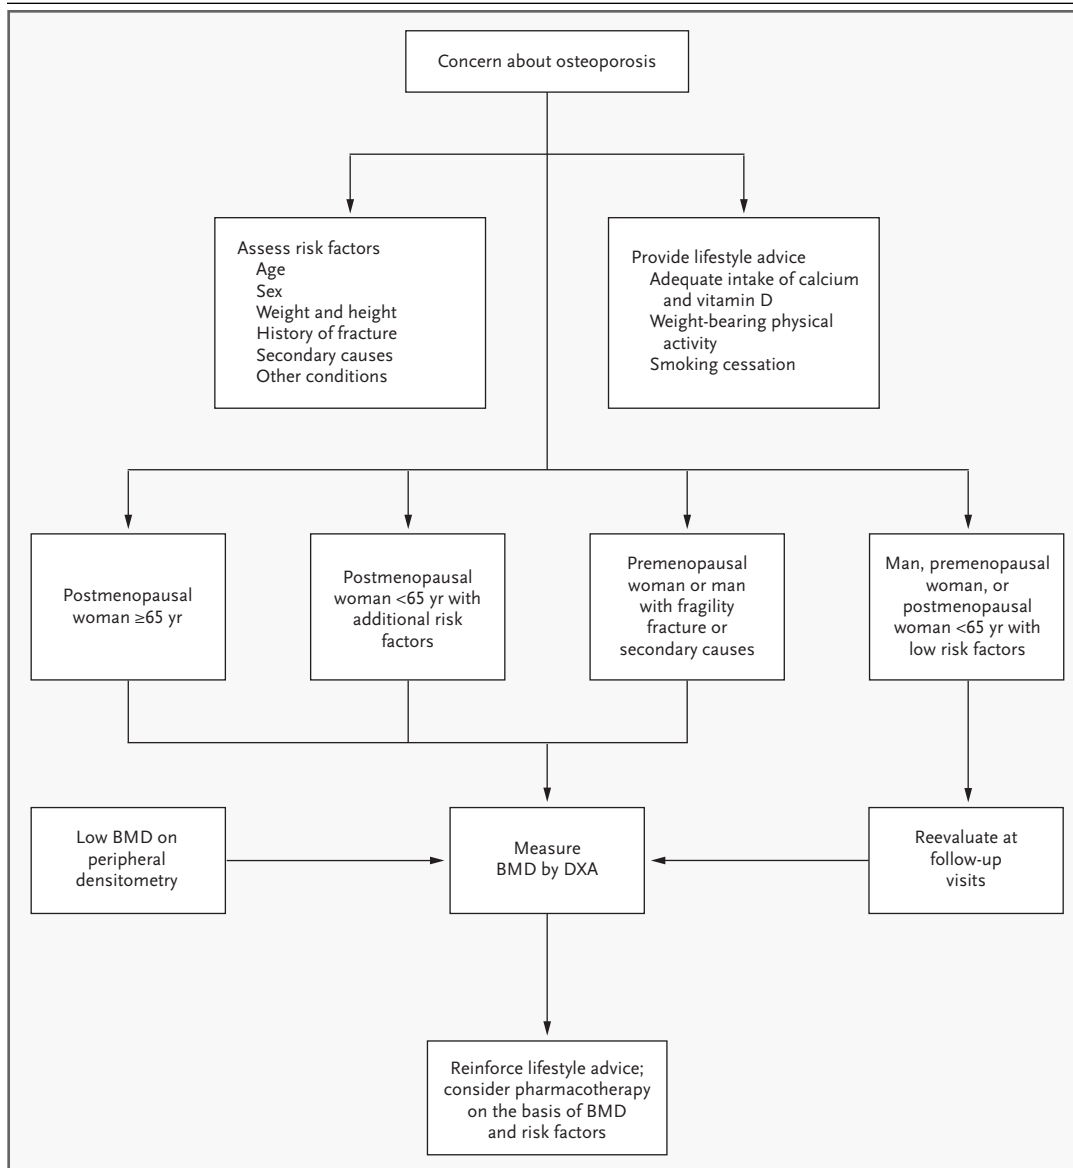 Concern about osteoporosis
Assess risk factors
Age
Sex
Weight and height
History of fracture
Secondary causes
Other conditions
Provide lifestyle advice
Adequate intake of calcium
and vitamin D
Weight-bearing physical
activity
Smoking cessation
Postmenopausal
woman ≥65 yr
Postmenopausal
woman <65 yr with
additional risk
factors
Premenopausal
woman or man
with fragility
fracture or
secondary causes
Man, premenopausal
woman, or
postmenopausal
woman <65 yr with
low risk factors
Low BMD on
peripheral
densitometry
Measure
BMD by DXA
Reevaluate at
follow-up
visits
Reinforce lifestyle advice;
consider pharmacotherapy
on the basis of BMD
and risk factors